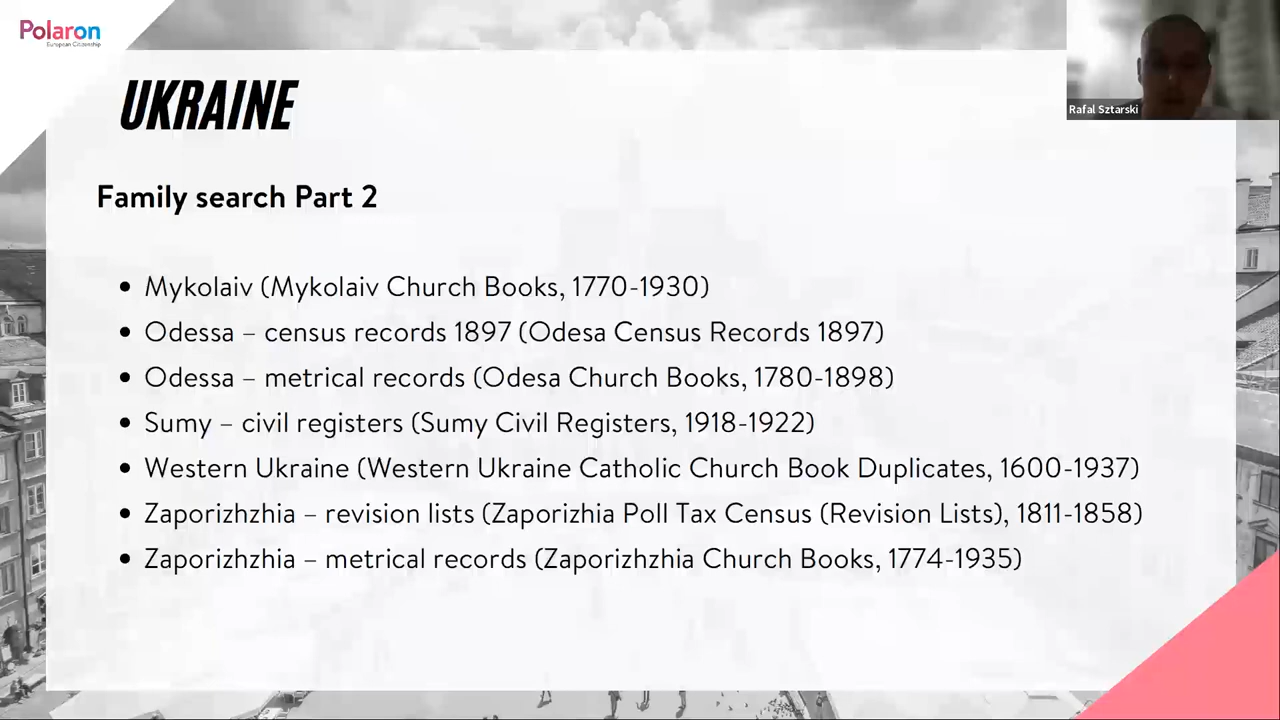 Polaron
European Citizenship
Rafal Sztarski
UKRAINE
Family search Part 2
• Mykolaiv (Mykolaiv Church Books, 1770-1930)
• Odessa – census records 1897 (Odesa Census Records 1897)
• Odessa – metrical records (Odesa Church Books, 1780-1898)
• Sumy – civil registers (Sumy Civil Registers, 1918-1922)
• Western Ukraine (Western Ukraine Catholic Church Book Duplicates, 1600-1937)
• Zaporizhzhia – revision lists (Zaporizhia Poll Tax Census (Revision Lists), 1811-1858)
• Zaporizhzhia – metrical records (Zaporizhzhia Church Books, 1774-1935)